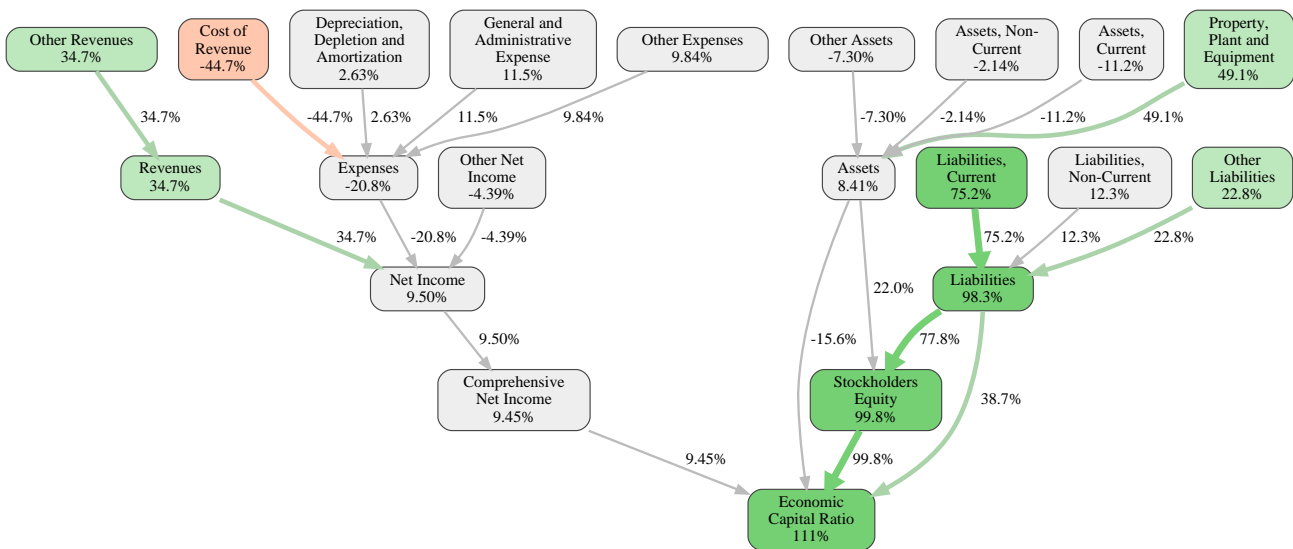 Other Revenues
34.7%
Cost of
Revenue
-44.7%
Depreciation,
Depletion and
Amortization
2.63%
General and
Administrative
Expense
11.5%
Other Expenses
9.84%
Other Assets
-7.30%
Assets, Non-
Current
-2.14%
Assets,
Current
-11.2%
Property,
Plant and
Equipment
49.1%
34.7%
-44.7%
2.63%
11.5%
9.84%
-7.30%
-2.14%
-11.2%
49.1%
Revenues
34.7%
Expenses
-20.8%
Other Net
Income
-4.39%
Assets
8.41%
Liabilities,
Current
75.2%
Liabilities,
Non-Current
12.3%
Other
Liabilities
22.8%
34.7%
-20.8%
-4.39%
75.2%
12.3%
22.8%
Net Income
9.50%
22.0%
Liabilities
98.3%
9.50%
-15.6%
77.8%
Comprehensive
Net Income
9.45%
Stockholders
Equity
99.8%
38.7%
9.45%
99.8%
Economic
Capital Ratio
111%